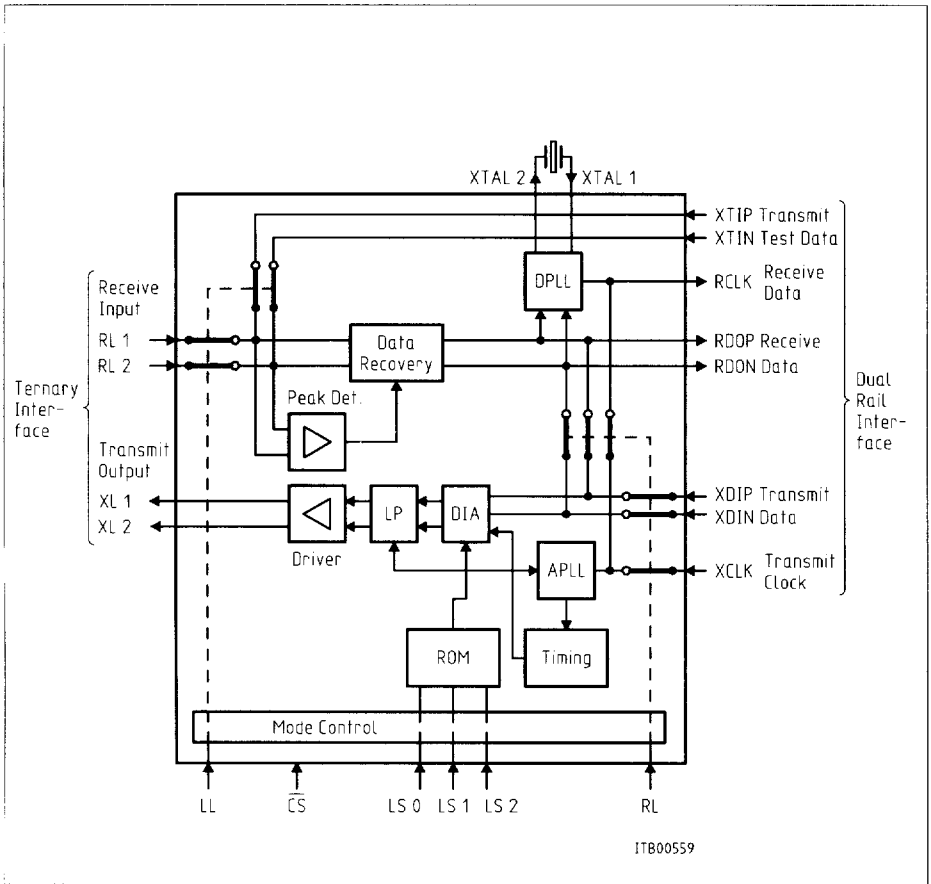 XTAL 2 XTAL 1
XTIP Transmit
XTIN Test Data
Receive
Input
DPLL
RCLK Receive
Data
RL 1
RL 2
Data
Recovery
RDOP Receive
RDON Data
Ternary
Inter-
face
Peak Det.
Dual
Rail
Inter-
face
Transmit
Output
XL 1
XL 2
LP
DIA
XDIP Transmit
XDIN Data
Driver
APLL
XCLK Transmit
Clock
ROM
Timing
Mode Control
LL
CS
LS 0
LS 1
LS 2
RL
ITB00559